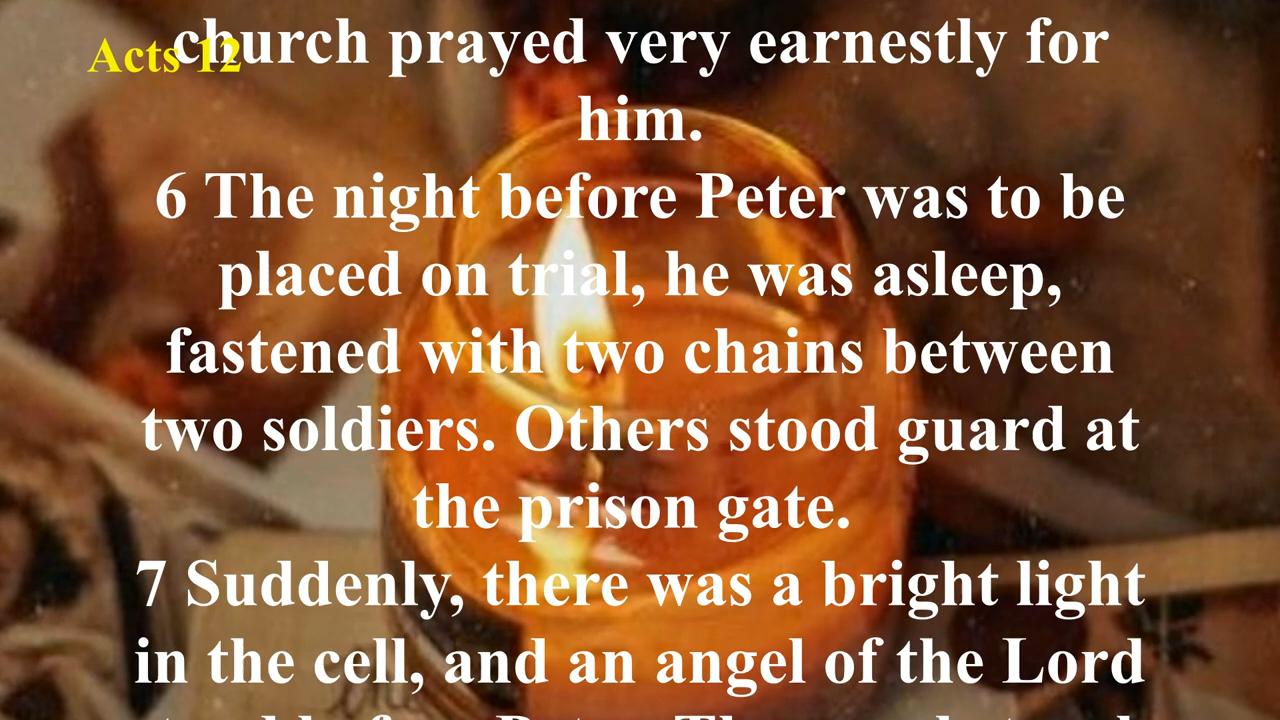 Acts 12
church prayed very earnestly for
him.
6 The night before Peter was to be
placed on trial, he was asleep,
fastened with two chains between
two soldiers. Others stood guard at
the prison gate.
7 Suddenly, there was a bright light
in the cell, and an angel of the Lord